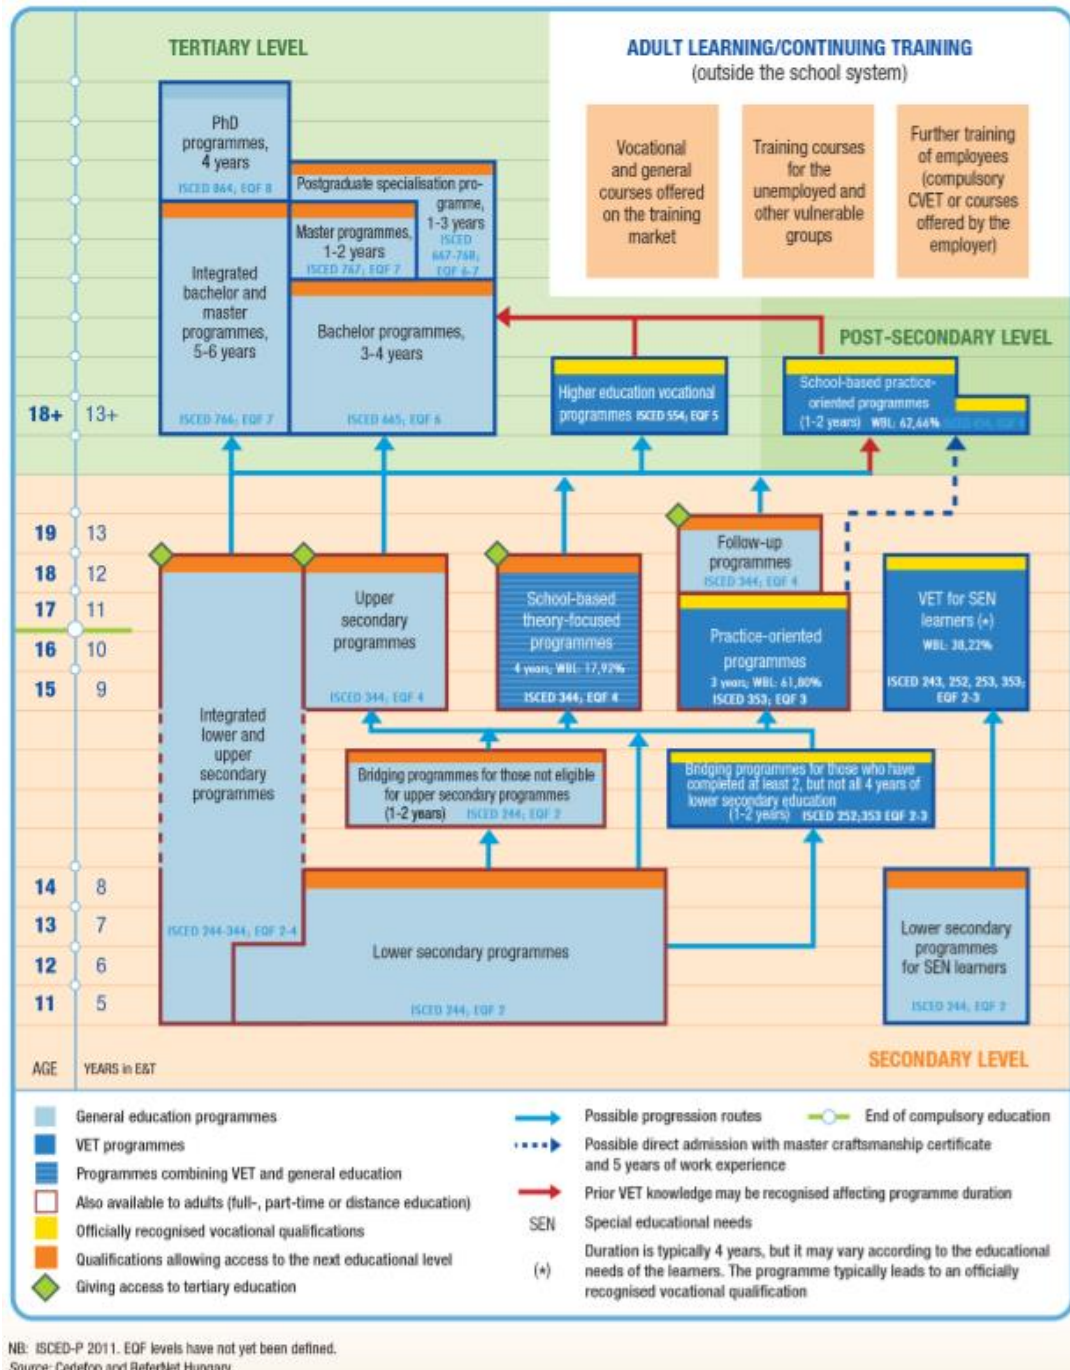 TERTIARY LEVEL
ADULT LEARNING/CONTINUING TRAINING
(outside the school system)
Vocational
and general
courses offered
on the training
market
Training courses
for the
unemployed and
other vulnerable
groups
Further training
of employees
(compulsory
CVET or courses
offered by the
employer)
PhD
programmes,
4 years
ISCED 864, EQF 8
Postgraduate specialisation pro-
gramme,
1-3 years
ISCED
667-768;
EQF 6-7
Master programmes,
1-2 years
ISCED 767; EQF 7
Integrated
bachelor and
master
programmes,
5-6 years
ISCED 766, EQF 7
Bachelor programmes,
3-4 years
ISCED 665; EQF 6
POST-SECONDARY LEVEL
Higher education vocational
programmes ISCED 554, EQF 5
School-based practice-
oriented programmes
(1-2 years) WBL: 62,66%
18+ 13+
19 13
18 12
17 11
16 10
15 9
14 8
13 7
12 6
11 5
AGE YEARS in E&T
Follow-up
programmes
ISCED 344; EQF 4
Upper
secondary
programmes
ISCED 344; EQF 4
School-based
theory-focused
programmes
4 years; WBL: 17,92%
ISCED 344; EQF 4
Practice-oriented
programmes
3 years; WBL: 61,80%
ISCED 353; EQF 3
VET for SEN
learners (*)
WBL: 38,22%
ISCED 243, 252, 253, 353;
EQF 2-3
Integrated
lower and
upper
secondary
programmes
ISCED 244-344; EQF 2-4
Bridging programmes for those not eligible
for upper secondary programmes
(1-2 years) ISCED 244; EQF 2
Bridging programmes for those who have
completed at least 2, but not all 4 years of
lower secondary education
(1-2 years) ISCED 252;353 EQF 2-3
Lower secondary programmes
ISCED 244, EQF 2
Lower secondary
programmes
for SEN learners
ISCED 244, EQF 2
SECONDARY LEVEL
General education programmes
VET programmes
Programmes combining VET and general education
Also available to adults (full-, part-time or distance education)
Officially recognised vocational qualifications
Qualifications allowing access to the next educational level
Giving access to tertiary education
Possible progression routes
End of compulsory education
Possible direct admission with master craftsmanship certificate
and 5 years of work experience
Prior VET knowledge may be recognised affecting programme duration
SEN Special educational needs
(*) Duration is typically 4 years, but it may vary according to the educational
needs of the learners. The programme typically leads to an officially
recognised vocational qualification
NB: ISCED-P 2011. EQF levels have not yet been defined.
Source: Cedefop and ReferNet Hungary